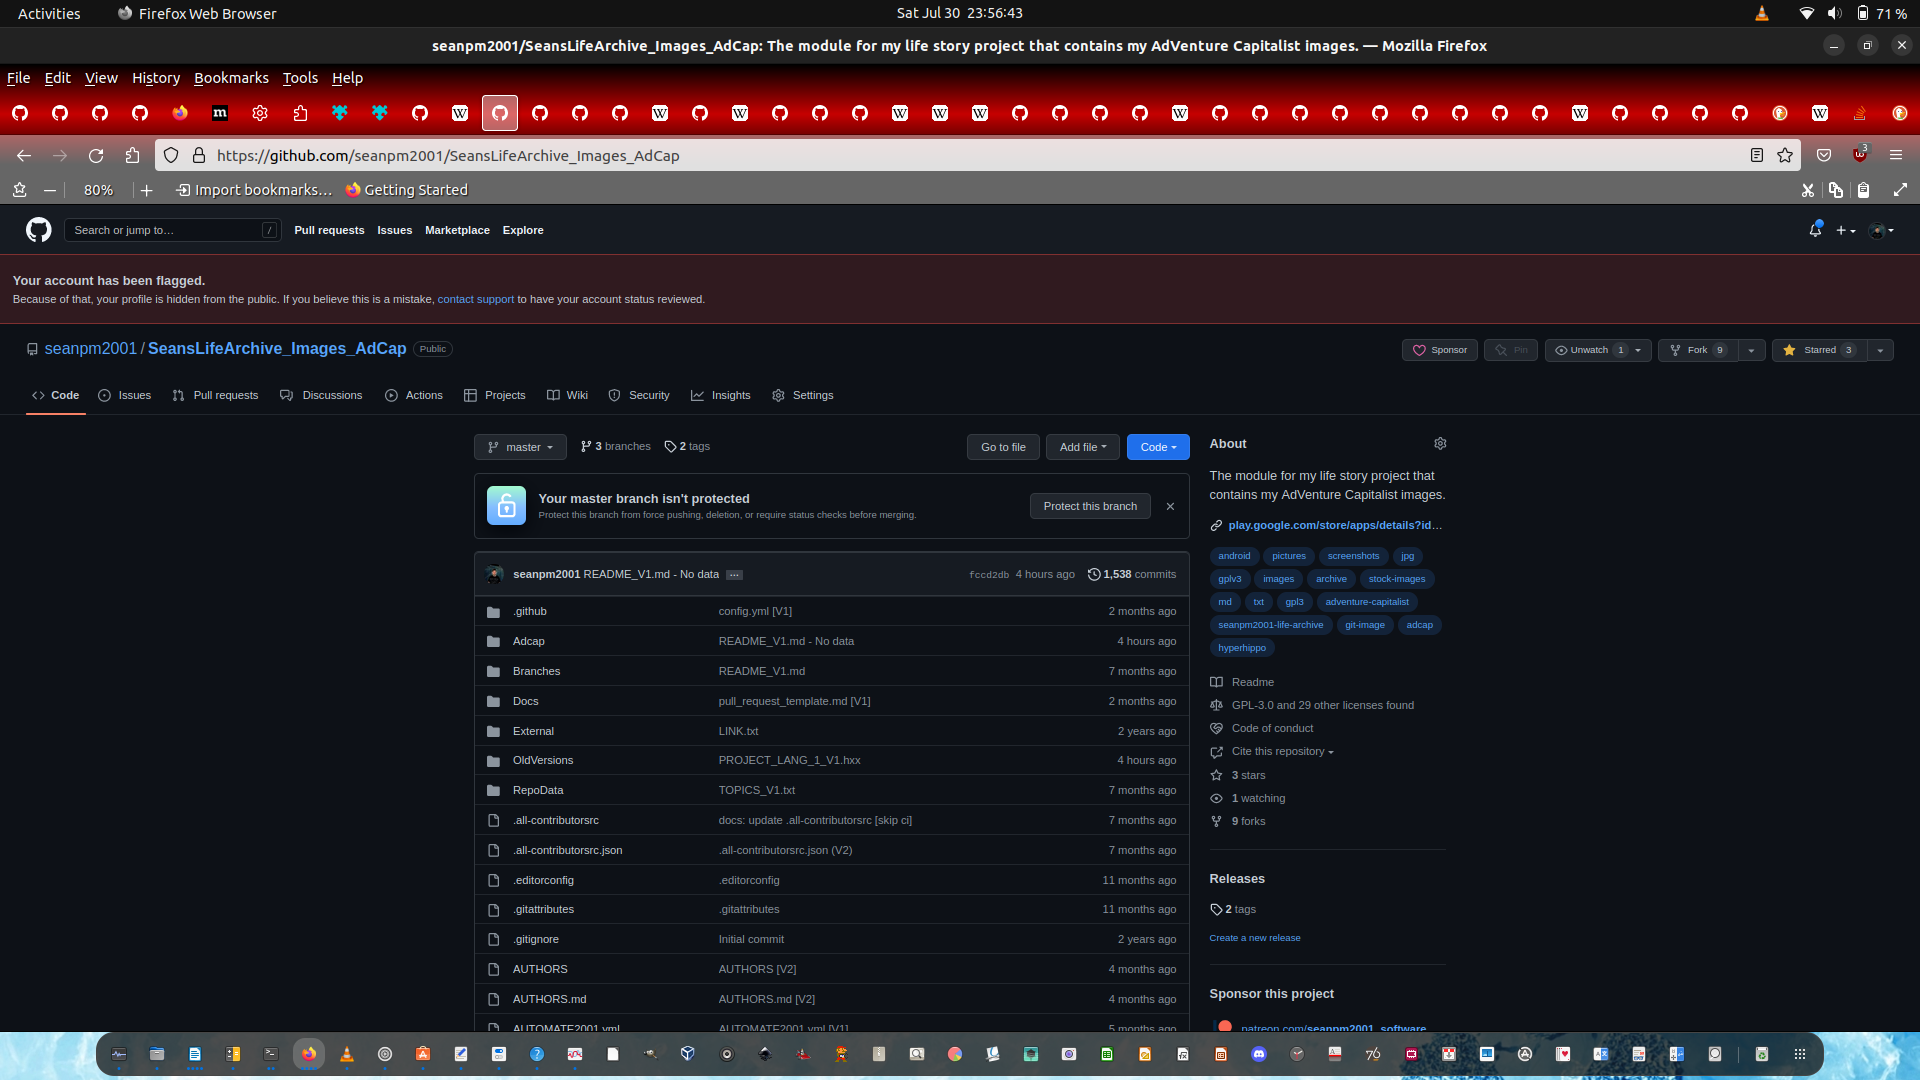 Activities
Firefox Web Browser
Sat Jul 30 23:56:43
71 %
seanpm2001/SeansLifeArchive_Images_AdCap: The module for my life story project that contains my AdVenture Capitalist images. — Mozilla Firefox
File Edit View History Bookmarks Tools Help
https://github.com/seanpm2001/SeansLifeArchive_Images_AdCap
3
80%
Import bookmarks…
Getting Started
Search or jump to…
/
Pull requests Issues Marketplace Explore
Your account has been flagged.
Because of that, your profile is hidden from the public. If you believe this is a mistake, contact support to have your account status reviewed.
seanpm2001 / SeansLifeArchive_Images_AdCap Public
Sponsor Pin Unwatch 1 Fork 9 Starred 3
Code Issues Pull requests Discussions Actions Projects Wiki Security Insights Settings
master 3 branches 2 tags Go to file Add file Code
Your master branch isn't protected
Protect this branch from force pushing, deletion, or require status checks before merging.
Protect this branch
seanpm2001 README_V1.md - No data … fccd2db 4 hours ago 1,538 commits
.github config.yml [V1] 2 months ago
Adcap README_V1.md - No data 4 hours ago
Branches README_V1.md 7 months ago
Docs pull_request_template.md [V1] 2 months ago
External LINK.txt 2 years ago
OldVersions PROJECT_LANG_1_V1.hxx 4 hours ago
RepoData TOPICS_V1.txt 7 months ago
.all-contributorsrc docs: update .all-contributorsrc [skip ci] 7 months ago
.all-contributorsrc.json .all-contributorsrc.json (V2) 7 months ago
.editorconfig .editorconfig 11 months ago
.gitattributes .gitattributes 11 months ago
.gitignore Initial commit 2 years ago
AUTHORS AUTHORS [V2] 4 months ago
AUTHORS.md AUTHORS.md [V2] 4 months ago
AUTOMATE2001.yml AUTOMATE2001.yml [V1] 5 months ago
About
The module for my life story project that
contains my AdVenture Capitalist images.
play.google.com/store/apps/details?id…
android pictures screenshots jpg
gplv3 images archive stock-images
md txt gpl3 adventure-capitalist
seanpm2001-life-archive git-image adcap
hyperhippo
Readme
GPL-3.0 and 29 other licenses found
Code of conduct
Cite this repository
3 stars
1 watching
9 forks
Releases
2 tags
Create a new release
Sponsor this project
patreon.com/seanpm2001_software